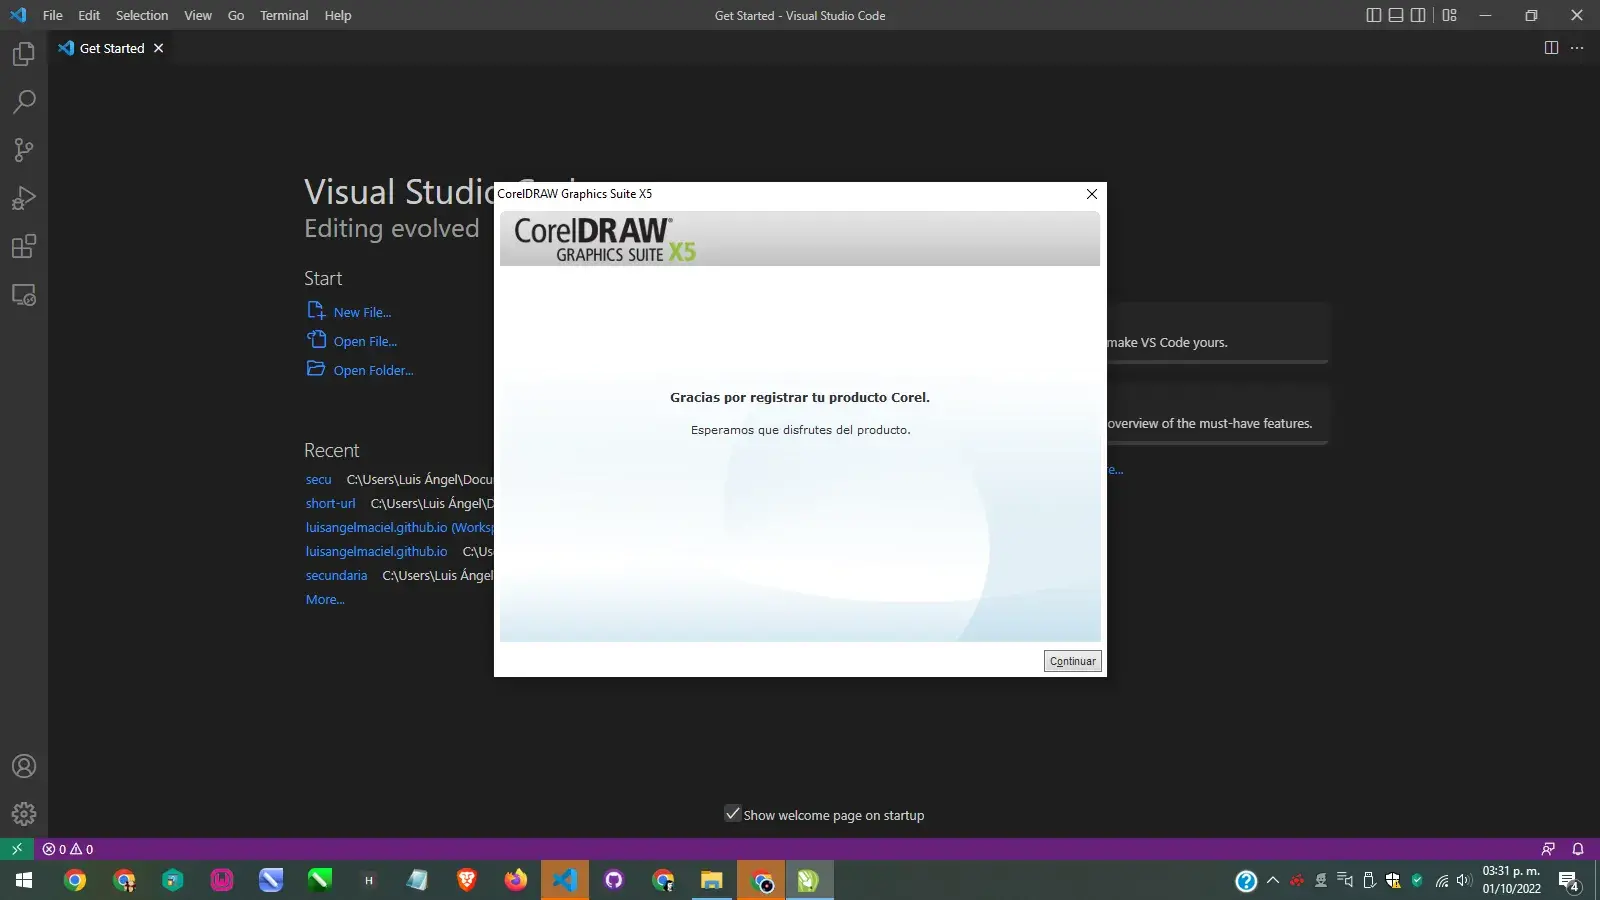 File Edit Selection View Go Terminal Help
Get Started - Visual Studio Code
Get Started
Visual Studio
Editing evolved
Start
New File...
Open File...
Open Folder...
Recent
secu C:\Users\Luis Ángel\Docu
short-url C:\Users\Luis Ángel\D
luisangelmaciel.github.io (Worksp
luisangelmaciel.github.io C:\Us
secundaria C:\Users\Luis Ángel
More...
CorelDRAW Graphics Suite X5
CorelDRAW®
GRAPHICS SUITE X5
Gracias por registrar tu producto Corel.
Esperamos que disfrutes del producto.
Continuar
make VS Code yours.
overview of the must-have features.
re...
Show welcome page on startup
0 0
H
03:31 p. m.
01/10/2022
4